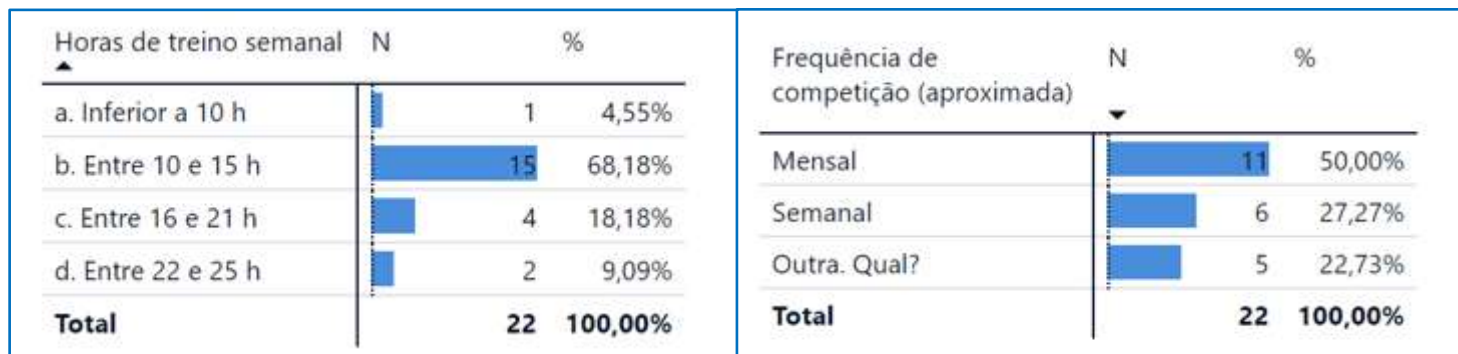 Horas de treino semanal N %
a. Inferior a 10 h 1 4,55%
b. Entre 10 e 15 h 15 68,18%
c. Entre 16 e 21 h 4 18,18%
d. Entre 22 e 25 h 2 9,09%
Total 22 100,00%
Frequência de
competição (aproximada) N %
Mensal 11 50,00%
Semanal 6 27,27%
Outra. Qual? 5 22,73%
Total 22 100,00%